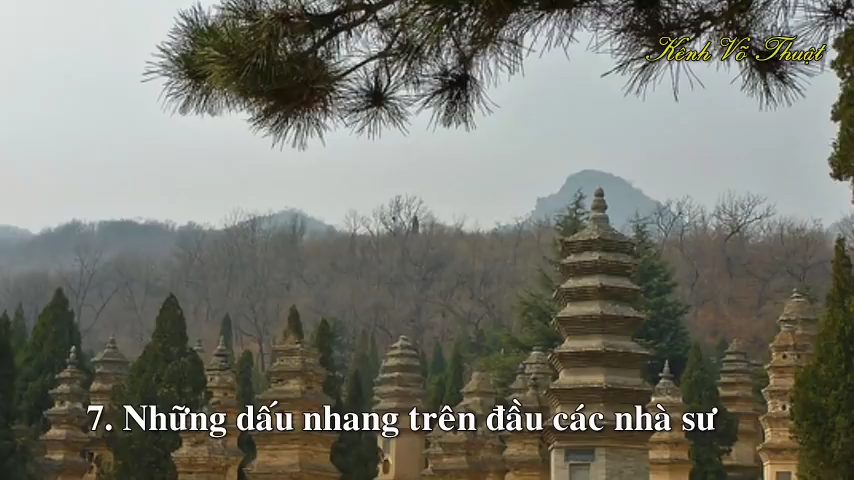 Kênh Võ Thuật
7. Những dấu nhang trên đầu các nhà sư